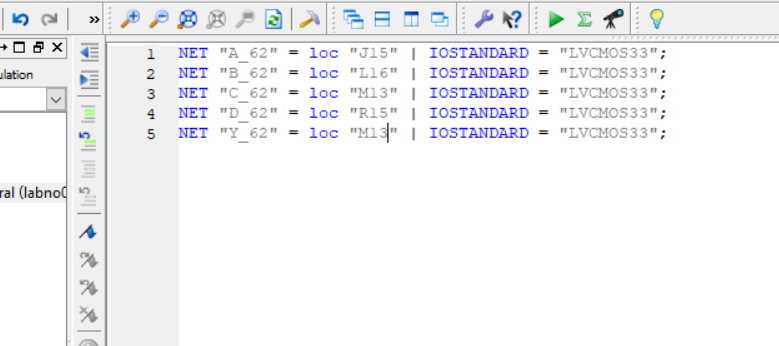 »
ulation
1 NET "A_62" = loc "J15" | IOSTANDARD = "LVCMOS33";
2 NET "B_62" = loc "L16" | IOSTANDARD = "LVCMOS33";
3 NET "C_62" = loc "M13" | IOSTANDARD = "LVCMOS33";
4 NET "D_62" = loc "R15" | IOSTANDARD = "LVCMOS33";
5 NET "Y_62" = loc "M13" | IOSTANDARD = "LVCMOS33";
ral (labno0